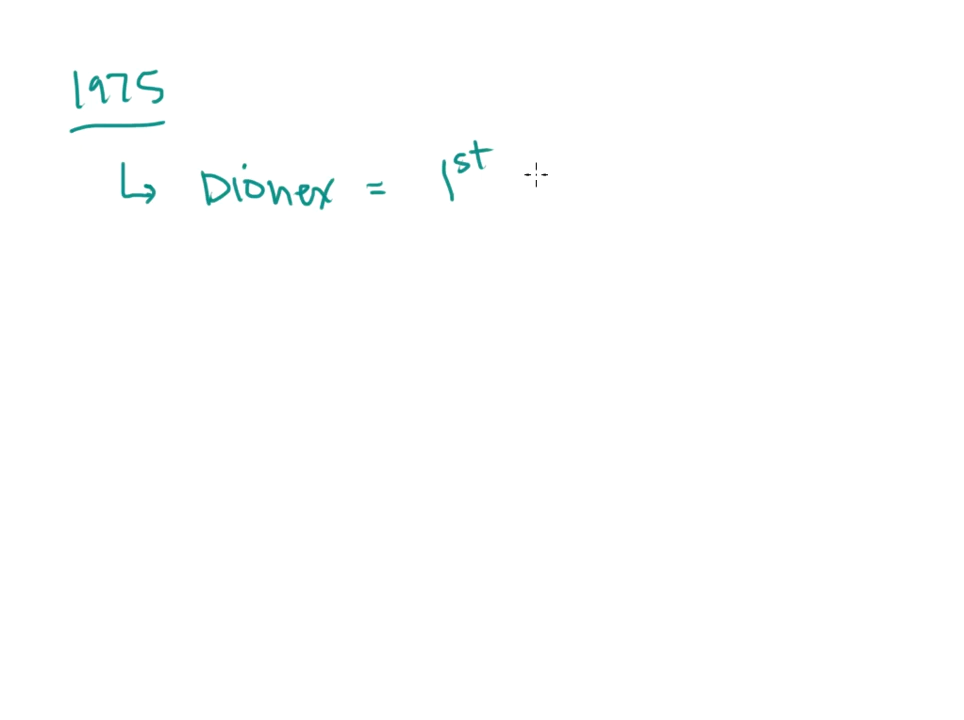 1975
↳ Dionex = 1st